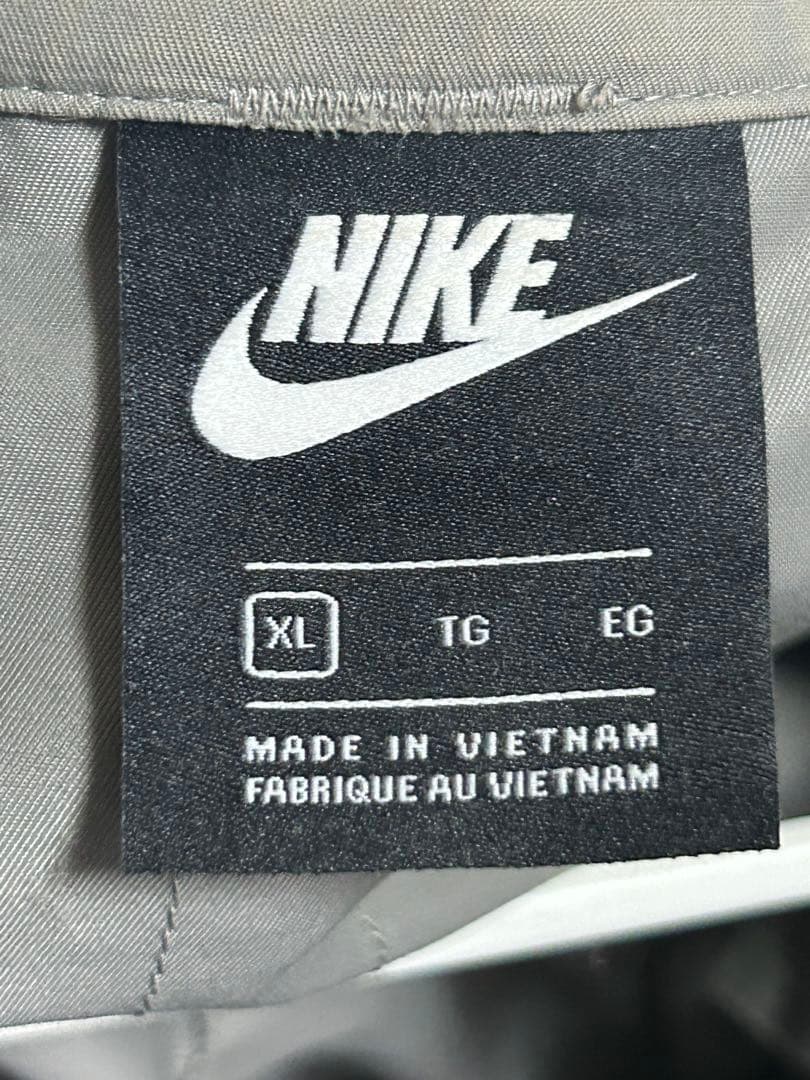 NIKE
XL TG EG
MADE IN VIETNAM
FABRIQUE AU VIETNAM